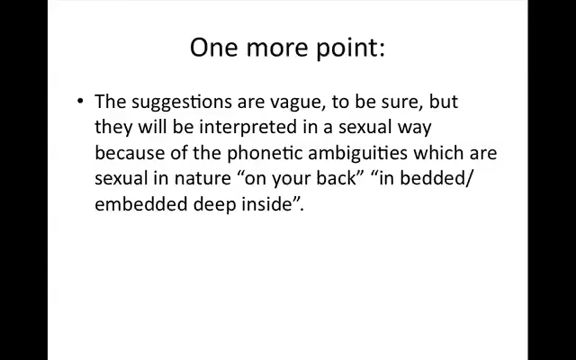 One more point:
• The suggestions are vague, to be sure, but
they will be interpreted in a sexual way
because of the phonetic ambiguities which are
sexual in nature “on your back” “in bedded/
embedded deep inside”.